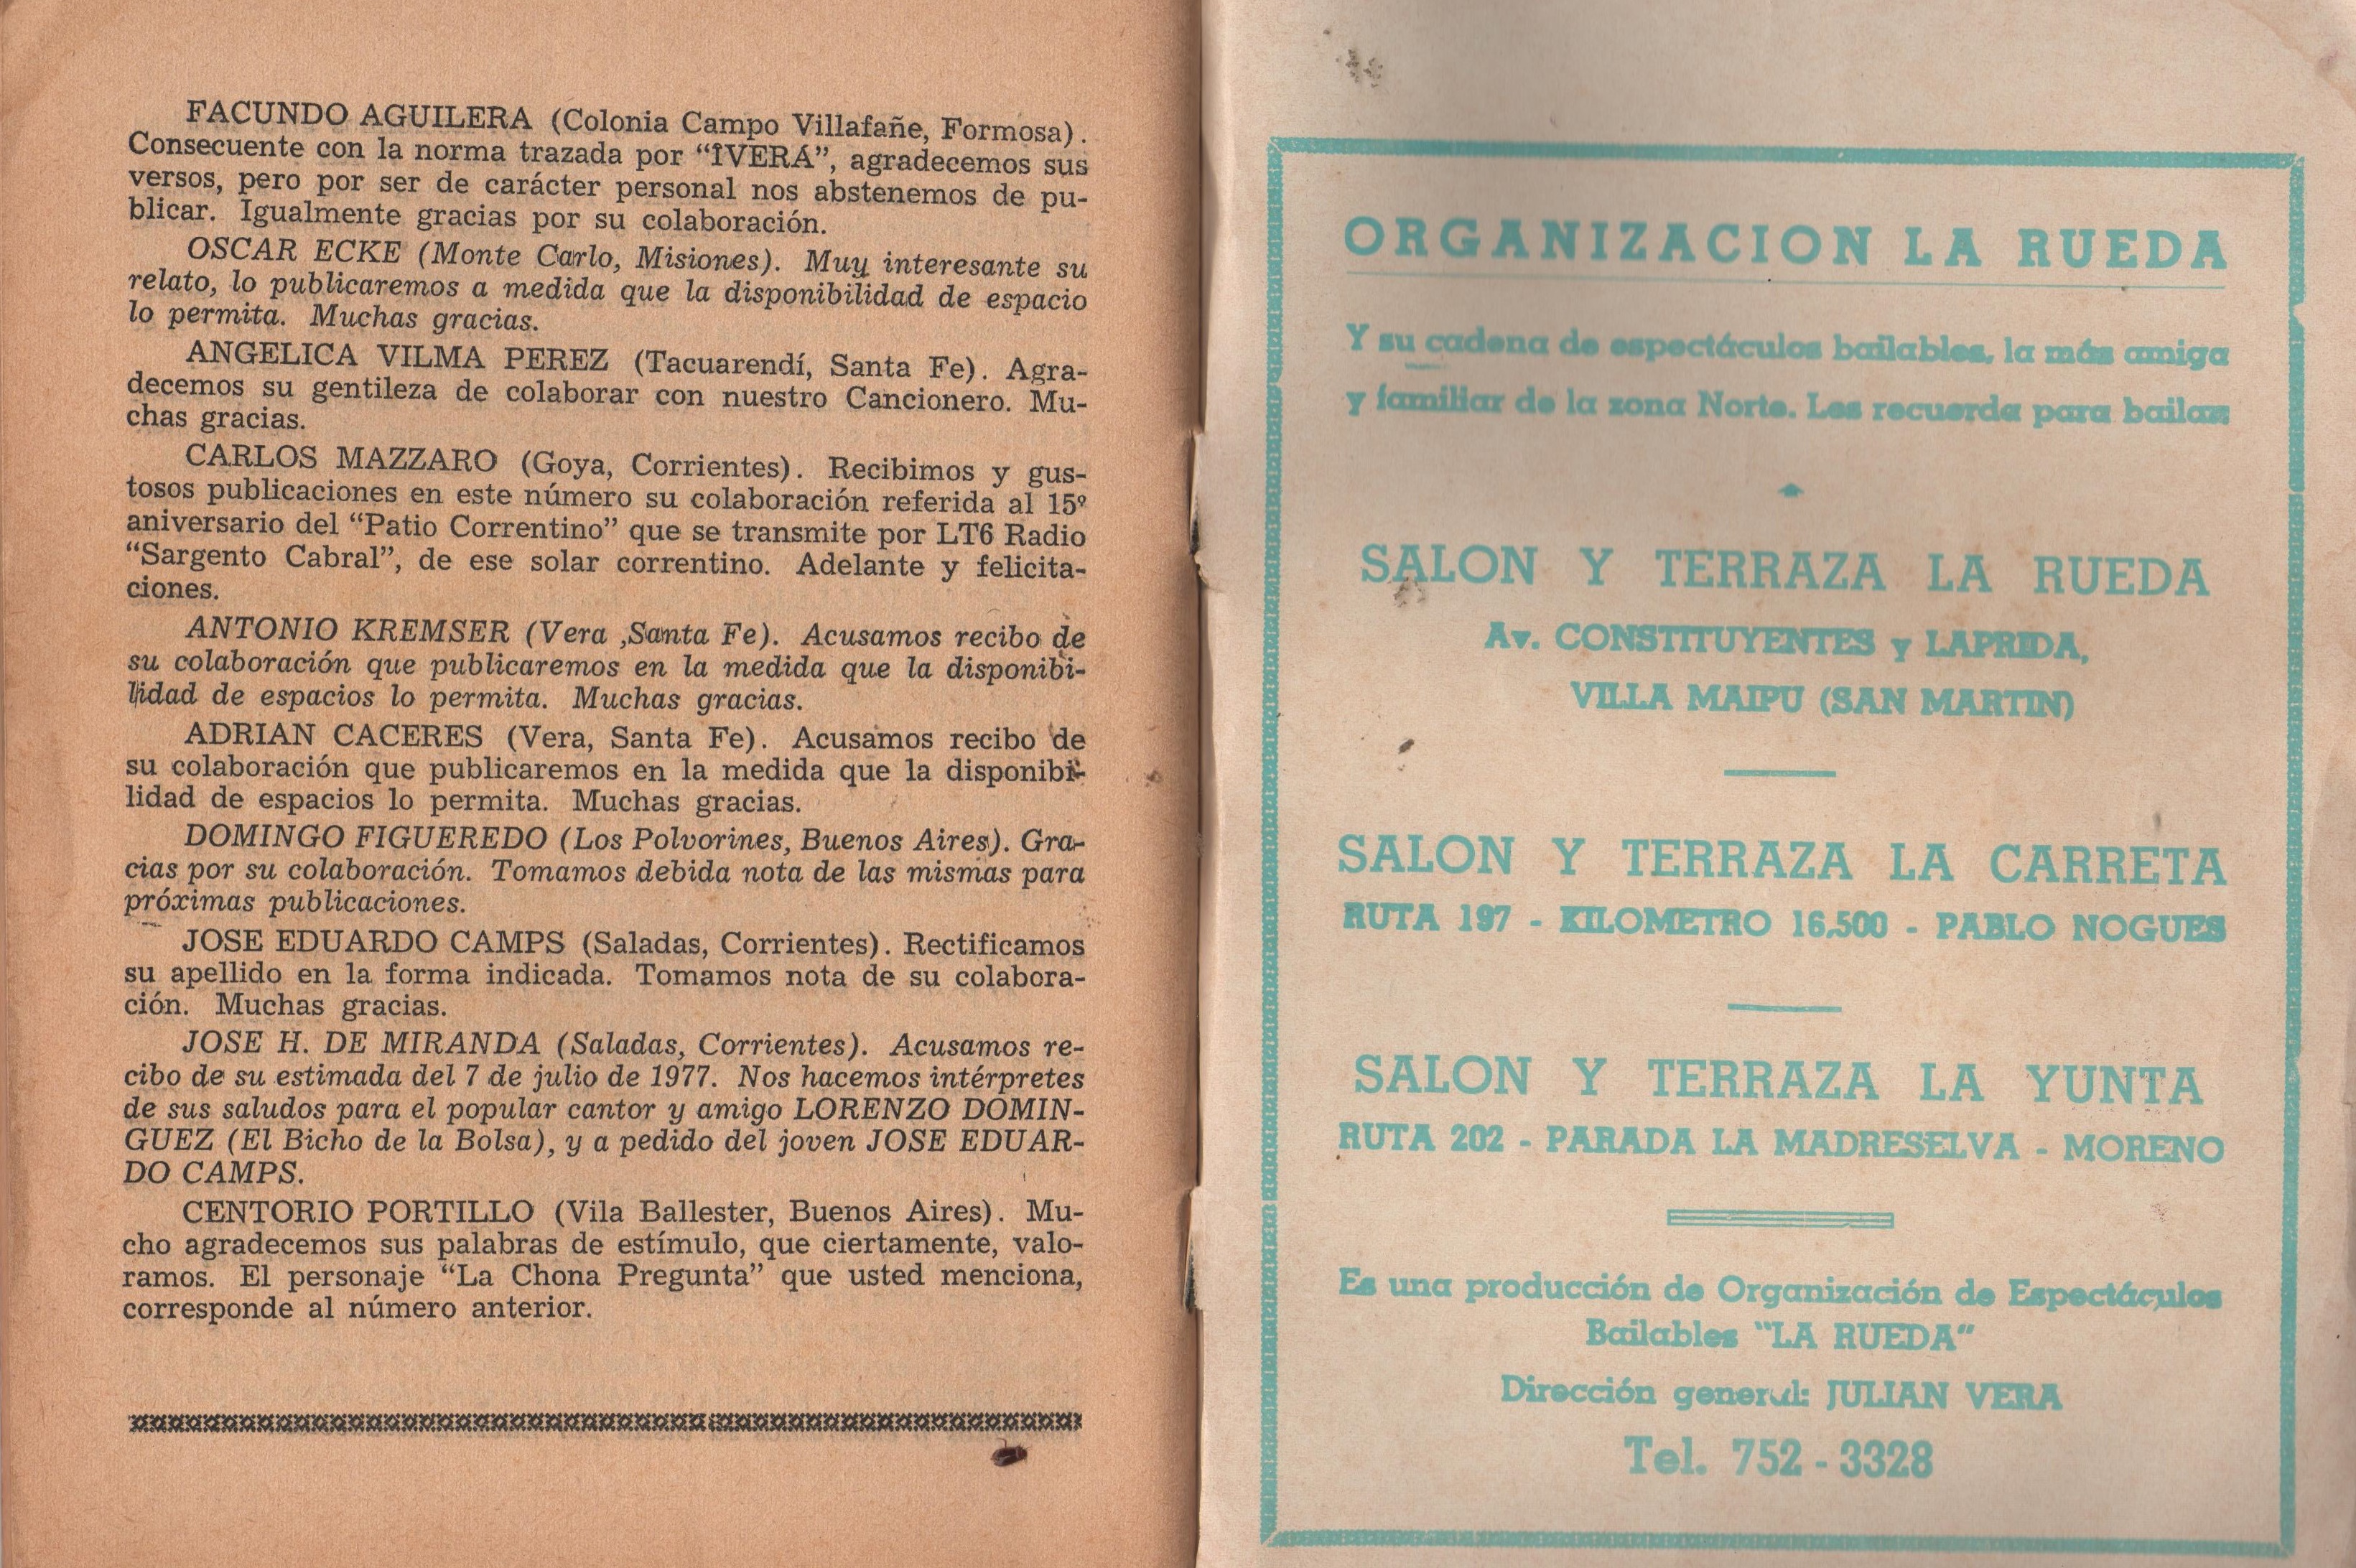 FACUNDO AGUILERA (Colonia Campo Villafañe, Formosa).
Consecuente con la norma trazada por “IVERÁ”, agradecemos sus
versos, pero por ser de carácter personal nos abstenemos de pu-
blicar. Igualmente gracias por su colaboración.
OSCAR ECKE (Monte Carlo, Misiones). Muy interesante su
relato, lo publicaremos a medida que la disponibilidad de espacio
lo permita. Muchas gracias.
ANGELICA VILMA PEREZ (Tacuarendí, Santa Fe). Agra-
decemos su gentileza de colaborar con nuestro Cancionero. Mu-
chas gracias.
CARLOS MAZZARO (Goya, Corrientes). Recibimos y gus-
tosos publicaciones en este número su colaboración referida al 15º
aniversario del “Patio Correntino” que se transmite por LT6 Radio
“Sargento Cabral”, de ese solar correntino. Adelante y felicita-
ciones.
ANTONIO KREMSER (Vera ,Santa Fe). Acusamos recibo de
su colaboración que publicaremos en la medida que la disponibi-
lidad de espacios lo permita. Muchas gracias.
ADRIAN CACERES (Vera, Santa Fe). Acusamos recibo de
su colaboración que publicaremos en la medida que la disponibi-
lidad de espacios lo permita. Muchas gracias.
DOMINGO FIGUEREDO (Los Polvorines, Buenos Aires). Gra-
cias por su colaboración. Tomamos debida nota de las mismas para
próximas publicaciones.
JOSE EDUARDO CAMPS (Saladas, Corrientes). Rectificamos
su apellido en la forma indicada. Tomamos nota de su colabora-
ción. Muchas gracias.
JOSE H. DE MIRANDA (Saladas, Corrientes). Acusamos re-
cibo de su estimada del 7 de julio de 1977. Nos hacemos intérpretes
de sus saludos para el popular cantor y amigo LORENZO DOMIN-
GUEZ (El Bicho de la Bolsa), y a pedido del joven JOSE EDUAR-
DO CAMPS.
CENTORIO PORTILLO (Vila Ballester, Buenos Aires). Mu-
cho agradecemos sus palabras de estímulo, que ciertamente, valo-
ramos. El personaje “La Chona Pregunta” que usted menciona,
corresponde al número anterior.
ORGANIZACION LA RUEDA
Y su cadena de espectáculos bailables, la más amiga
y familiar de la zona Norte. Les recuerda para bailar:
SALON Y TERRAZA LA RUEDA
Av. CONSTITUYENTES y LAPRIDA,
VILLA MAIPU (SAN MARTIN)
SALON Y TERRAZA LA CARRETA
RUTA 197 - KILOMETRO 16,500 - PABLO NOGUES
SALON Y TERRAZA LA YUNTA
RUTA 202 - PARADA LA MADRESELVA - MORENO
Es una producción de Organización de Espectáculos
Bailables “LA RUEDA”
Dirección general: JULIAN VERA
Tel. 752 - 3328